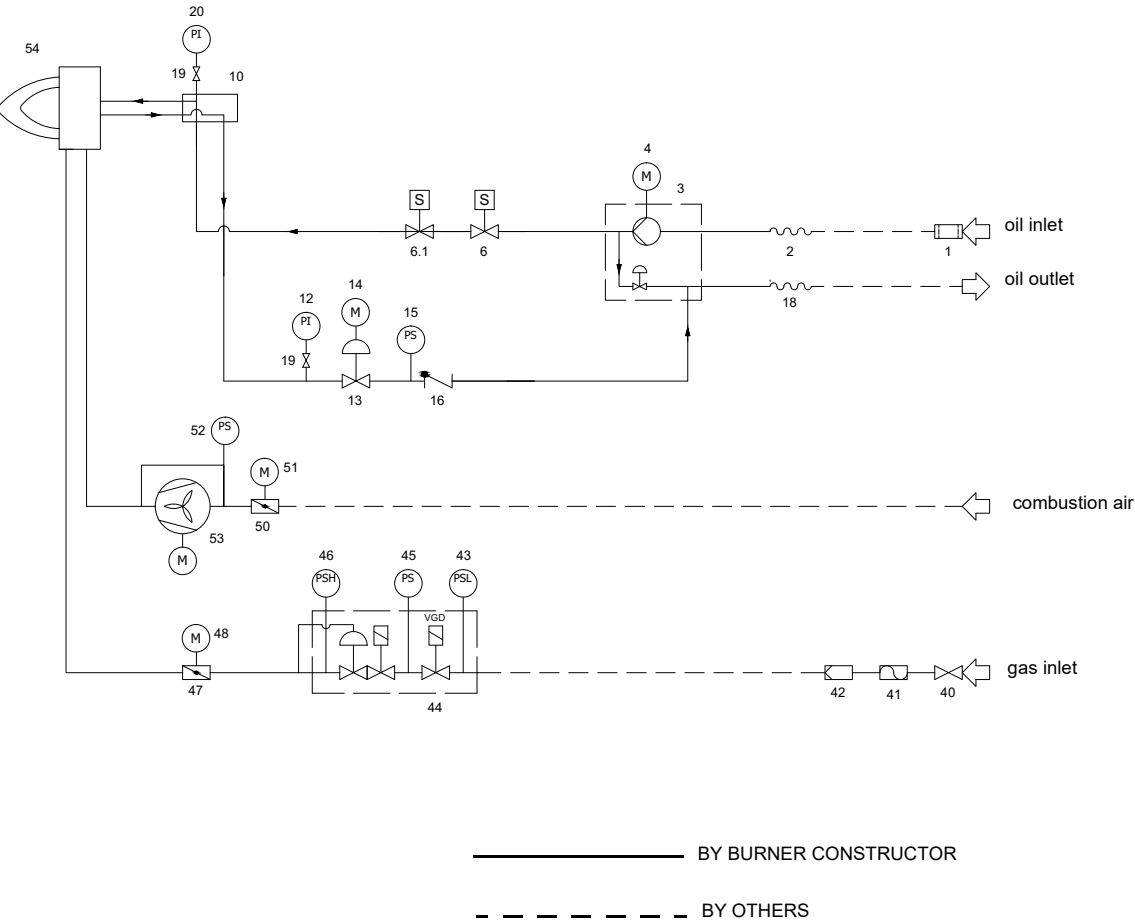 20
PI
54
19
10
4
M
3
S
S
6.1
6
2
1
oil inlet
oil outlet
18
12
PI
14
M
15
PS
19
13
16
52
PS
M
51
combustion air
50
53
M
46
PSH
45
PS
43
PSL
VGD
M
48
47
44
42
41
40
gas inlet
BY BURNER CONSTRUCTOR
BY OTHERS